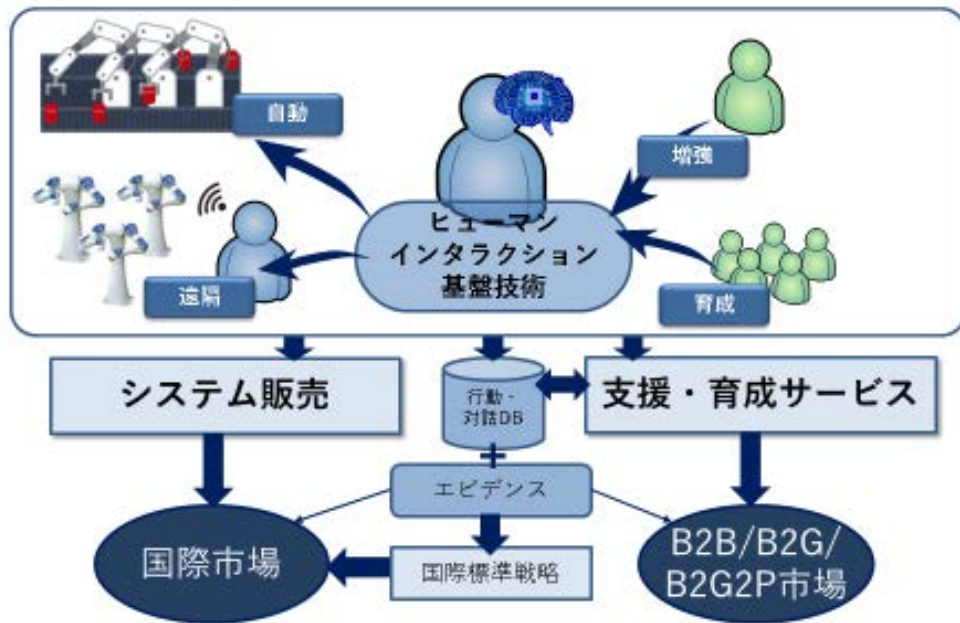 自動
増強
ヒューマン
インタラクション
基盤技術
遠隔
育成
システム販売
行動・
対話DB
支援・育成サービス
+
エビデンス
国際市場
国際標準戦略
B2B/B2G/
B2G2P市場